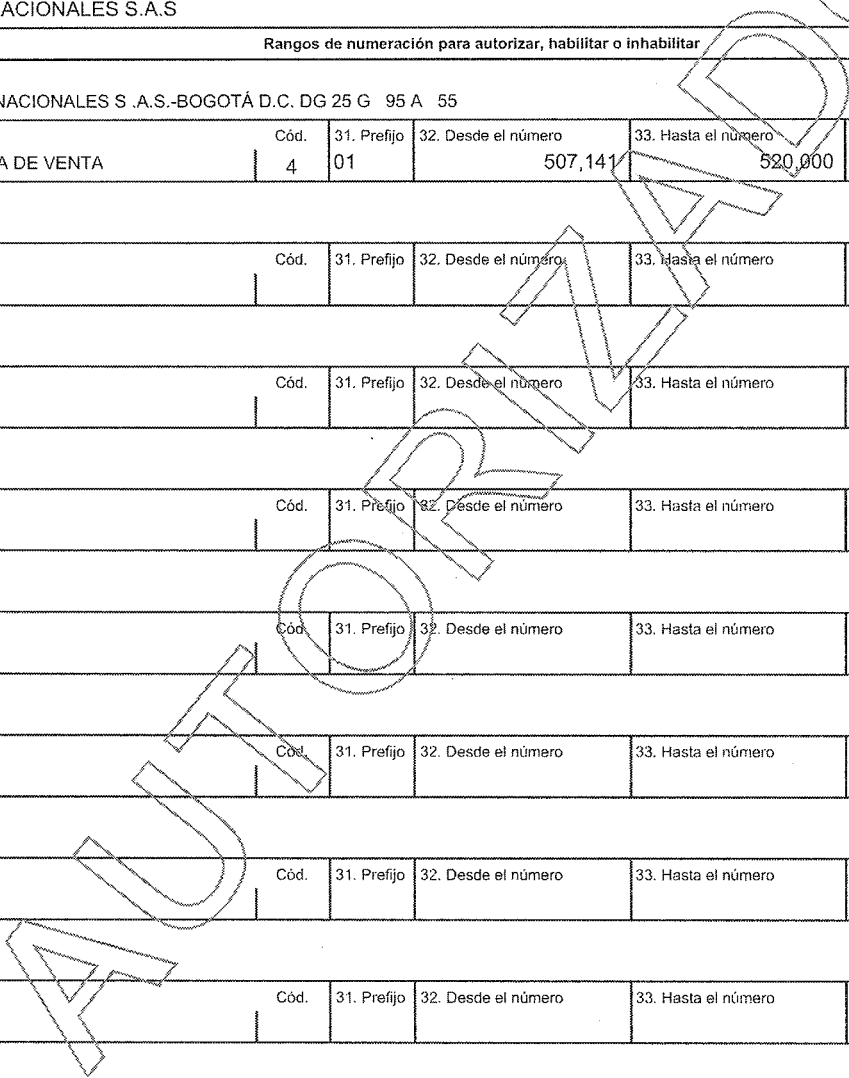 ACIONALES S.A.S
Rangos de numeración para autorizar, habilitar o inhabilitar
NACIONALES S .A.S.-BOGOTÁ D.C. DG 25 G 95 A 55
Cód. 31. Prefijo 32. Desde el número 33. Hasta el número
A DE VENTA 4 01 507,141 520,000
Cód. 31. Prefijo 32. Desde el número 33. Hasta el número
Cód. 31. Prefijo 32. Desde el número 33. Hasta el número
Cód. 31. Prefijo 32. Desde el número 33. Hasta el número
Cód. 31. Prefijo 32. Desde el número 33. Hasta el número
Cód. 31. Prefijo 32. Desde el número 33. Hasta el número
Cód. 31. Prefijo 32. Desde el número 33. Hasta el número
Cód. 31. Prefijo 32. Desde el número 33. Hasta el número
AUTORIZAD